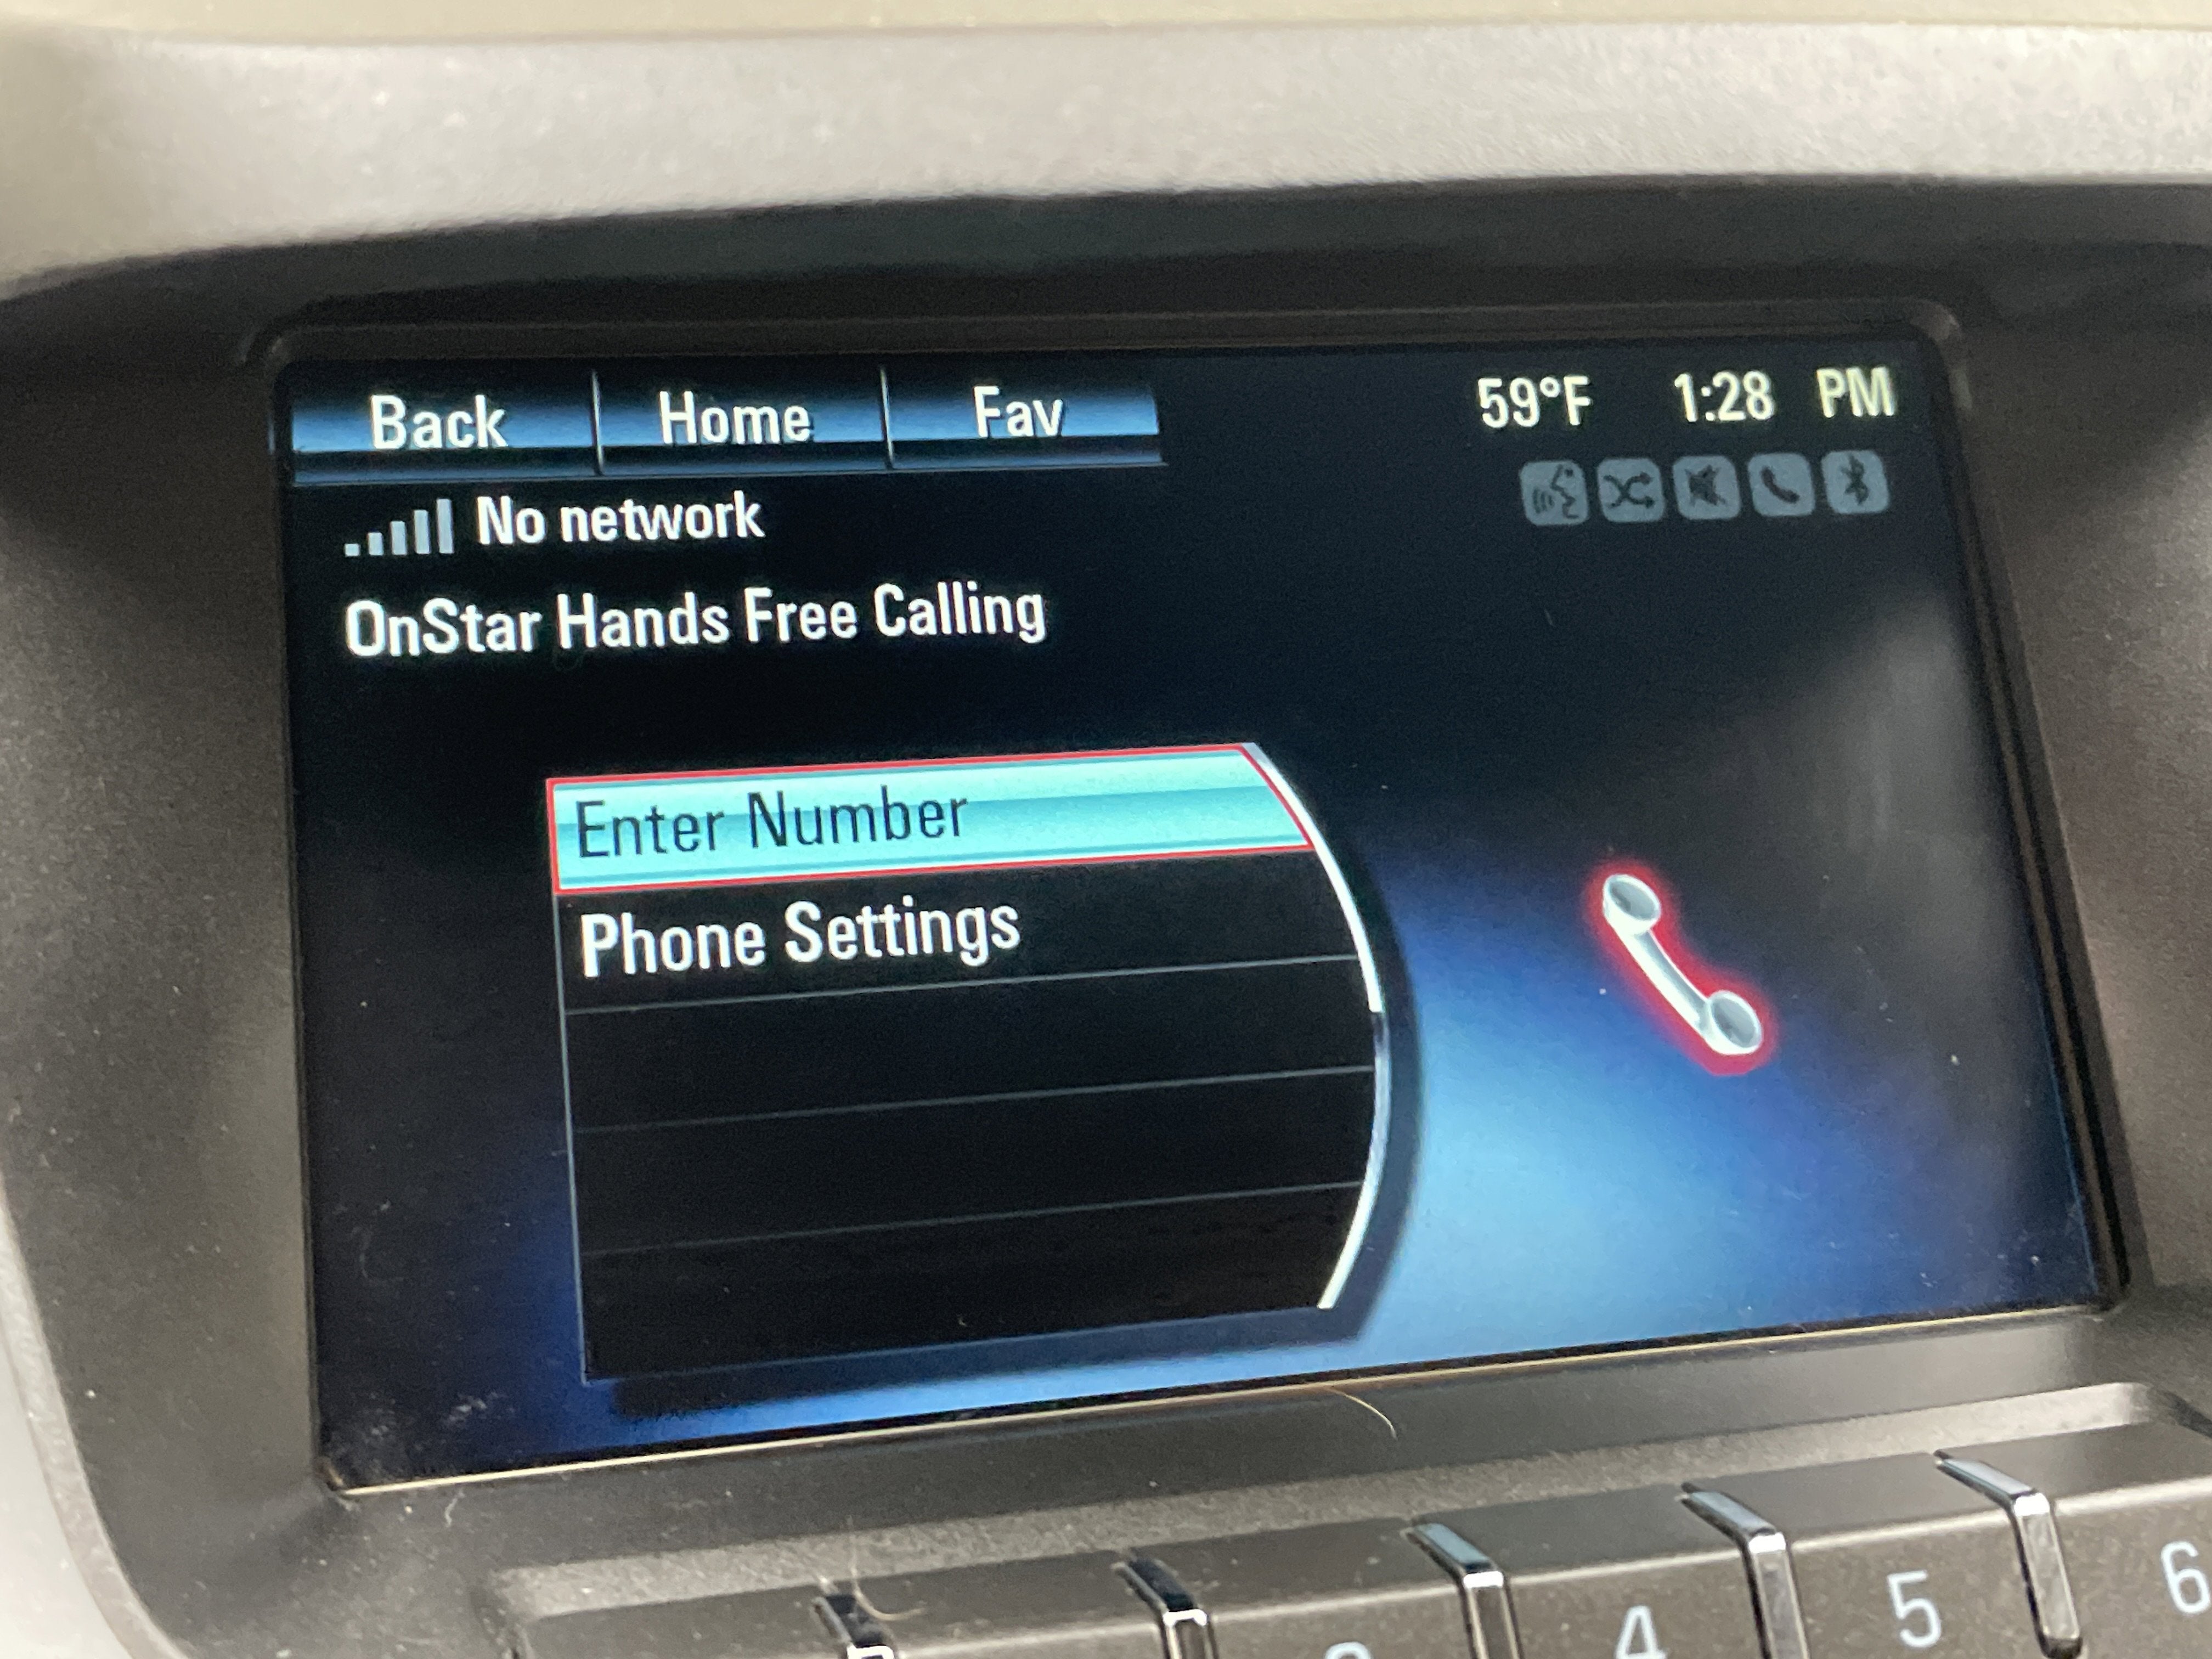 Back Home Fav 59°F 1:28 PM
No network
OnStar Hands Free Calling
Enter Number
Phone Settings
4 5 6